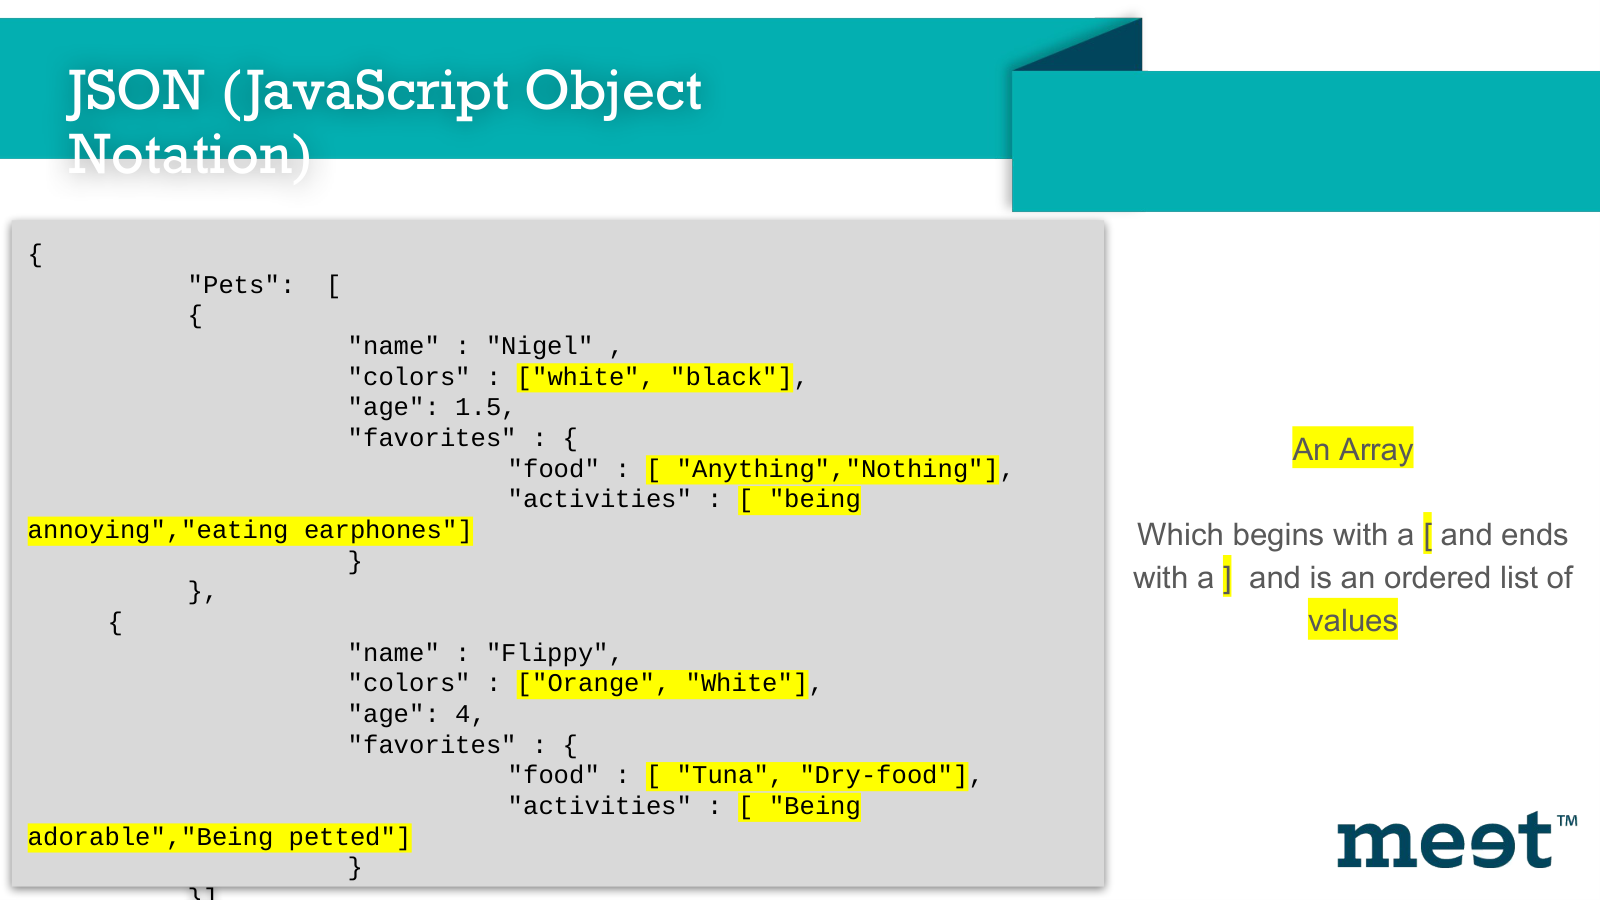 JSON (JavaScript Object
Notation)
{
"Pets":  [
{
"name" : "Nigel" ,
"colors" : ["white", "black"],
"age": 1.5,
"favorites" : {
"food" : [ "Anything","Nothing"],
"activities" : [ "being
annoying","eating earphones"]
}
},
{
"name" : "Flippy",
"colors" : ["Orange", "White"],
"age": 4,
"favorites" : {
"food" : [ "Tuna", "Dry-food"],
"activities" : [ "Being
adorable","Being petted"]
}
}]
An Array
Which begins with a [ and ends
with a ]  and is an ordered list of
values
meet™